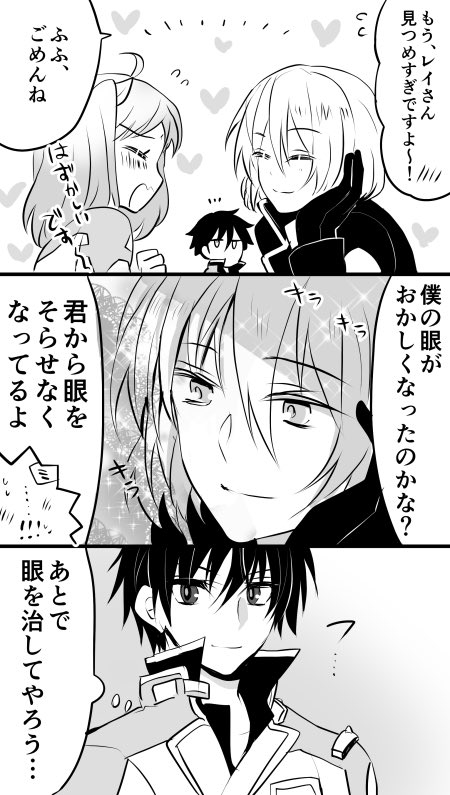 もう、レイさん
見つめすぎですよ～！
ふふ、
ごめんね
はずかしい
です～
僕の眼が
おかしくなったのかな？
キラ
キラ
キラ
君から眼を
そらせなく
なってるよ
…!!
あとで
眼を治してやろう…